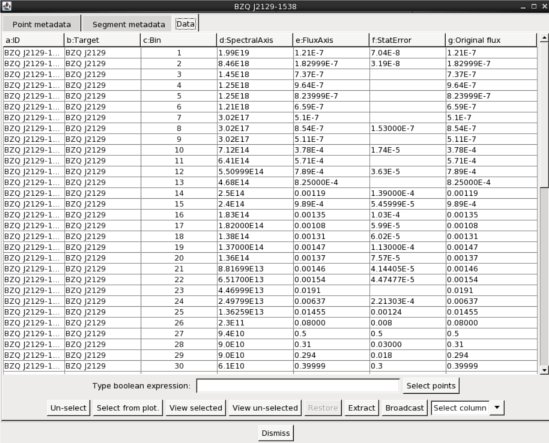 BZQ J2129-1538
Point metadata Segment metadata Data
a:ID b:Target c:Bin d:SpectralAxis e:FluxAxis f:StatError g:Original flux
BZQ J2129-1... BZQ J2129 1 1.99E19 1.21E-7 7.04E-8 1.21E-7
BZQ J2129-1... BZQ J2129 2 8.46E18 1.82999E-7 3.19E-8 1.82999E-7
BZQ J2129-1... BZQ J2129 3 1.45E18 7.37E-7 7.37E-7
BZQ J2129-1... BZQ J2129 4 1.25E18 9.64E-7 9.64E-7
BZQ J2129-1... BZQ J2129 5 1.25E18 8.23999E-7 8.23999E-7
BZQ J2129-1... BZQ J2129 6 1.21E18 6.59E-7 6.59E-7
BZQ J2129-1... BZQ J2129 7 3.02E17 5.1E-7 5.1E-7
BZQ J2129-1... BZQ J2129 8 3.02E17 8.54E-7 1.53000E-7 8.54E-7
BZQ J2129-1... BZQ J2129 9 3.02E17 5.11E-7 5.11E-7
BZQ J2129-1... BZQ J2129 10 7.12E14 3.78E-4 1.74E-5 3.78E-4
BZQ J2129-1... BZQ J2129 11 6.41E14 5.71E-4 5.71E-4
BZQ J2129-1... BZQ J2129 12 5.50999E14 7.89E-4 3.63E-5 7.89E-4
BZQ J2129-1... BZQ J2129 13 4.68E14 8.25000E-4 8.25000E-4
BZQ J2129-1... BZQ J2129 14 2.5E14 0.00119 1.39000E-4 0.00119
BZQ J2129-1... BZQ J2129 15 2.4E14 9.89E-4 5.45999E-5 9.89E-4
BZQ J2129-1... BZQ J2129 16 1.83E14 0.00135 1.03E-4 0.00135
BZQ J2129-1... BZQ J2129 17 1.82000E14 0.00108 5.99E-5 0.00108
BZQ J2129-1... BZQ J2129 18 1.38E14 0.00131 6.02E-5 0.00131
BZQ J2129-1... BZQ J2129 19 1.37000E14 0.00147 1.13000E-4 0.00147
BZQ J2129-1... BZQ J2129 20 1.36E14 0.00137 7.57E-5 0.00137
BZQ J2129-1... BZQ J2129 21 8.81699E13 0.00146 4.14405E-5 0.00146
BZQ J2129-1... BZQ J2129 22 6.51700E13 0.00154 4.47477E-5 0.00154
BZQ J2129-1... BZQ J2129 23 4.46999E13 0.0191 0.0191
BZQ J2129-1... BZQ J2129 24 2.49799E13 0.00637 2.21303E-4 0.00637
BZQ J2129-1... BZQ J2129 25 1.36259E13 0.01455 0.00124 0.01455
BZQ J2129-1... BZQ J2129 26 2.3E11 0.08000 0.008 0.08000
BZQ J2129-1... BZQ J2129 27 9.4E10 0.5 0.5 0.5
BZQ J2129-1... BZQ J2129 28 9.0E10 0.31 0.03000 0.31
BZQ J2129-1... BZQ J2129 29 9.0E10 0.294 0.018 0.294
BZQ J2129-1... BZQ J2129 30 6.1E10 0.39999 0.3 0.39999
Type boolean expression: Select points
Un-select Select from plot. View selected View un-selected Restore Extract Broadcast Select column
Dismiss